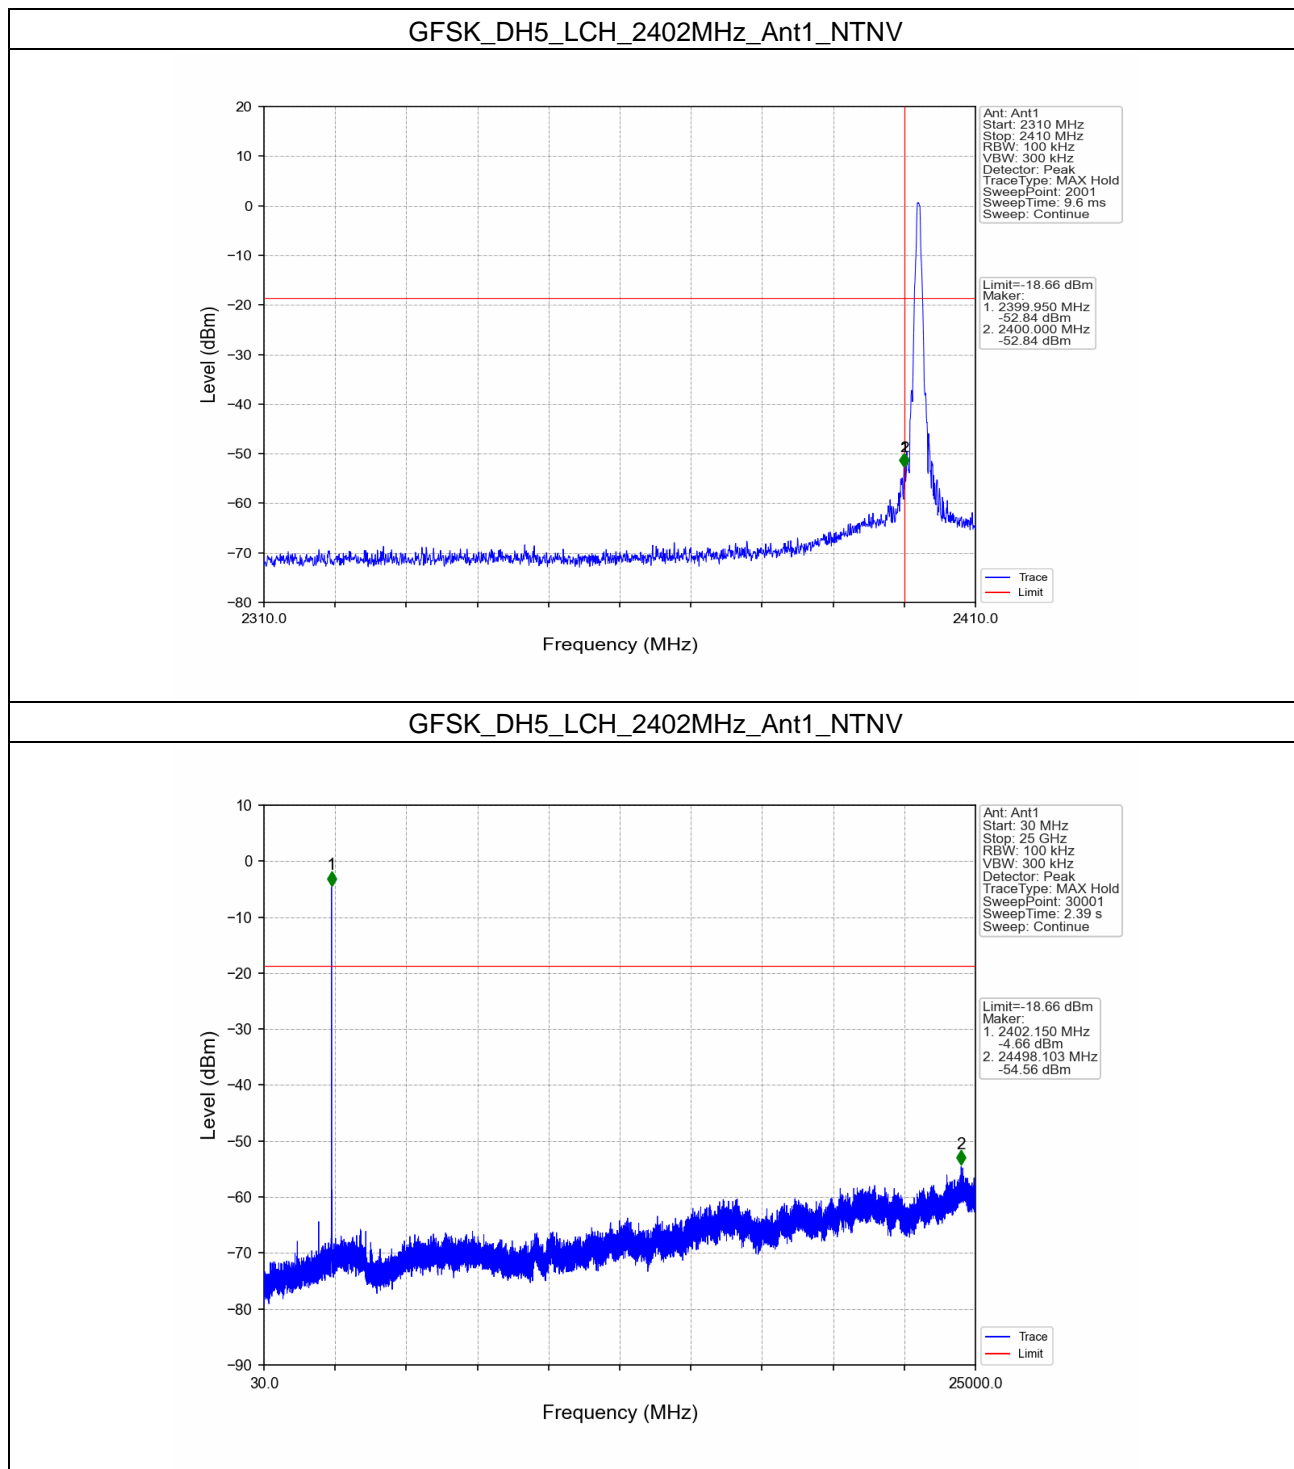 GFSK_DH5_LCH_2402MHz_Ant1_NTNV
20
10
0
−10
−20
−30
−40
−50
−60
−70
−80
Level (dBm)
2310.0
2410.0
Frequency (MHz)
2
Ant: Ant1
Start: 2310 MHz
Stop: 2410 MHz
RBW: 100 kHz
VBW: 300 kHz
Detector: Peak
TraceType: MAX Hold
SweepPoint: 2001
SweepTime: 9.6 ms
Sweep: Continue
Limit=-18.66 dBm
Maker:
1. 2399.950 MHz
-52.84 dBm
2. 2400.000 MHz
-52.84 dBm
Trace
Limit
GFSK_DH5_LCH_2402MHz_Ant1_NTNV
10
0
−10
−20
−30
−40
−50
−60
−70
−80
−90
Level (dBm)
30.0
25000.0
Frequency (MHz)
1
2
Ant: Ant1
Start: 30 MHz
Stop: 25 GHz
RBW: 100 kHz
VBW: 300 kHz
Detector: Peak
TraceType: MAX Hold
SweepPoint: 30001
SweepTime: 2.39 s
Sweep: Continue
Limit=-18.66 dBm
Maker:
1. 2402.150 MHz
-4.66 dBm
2. 24498.103 MHz
-54.56 dBm
Trace
Limit